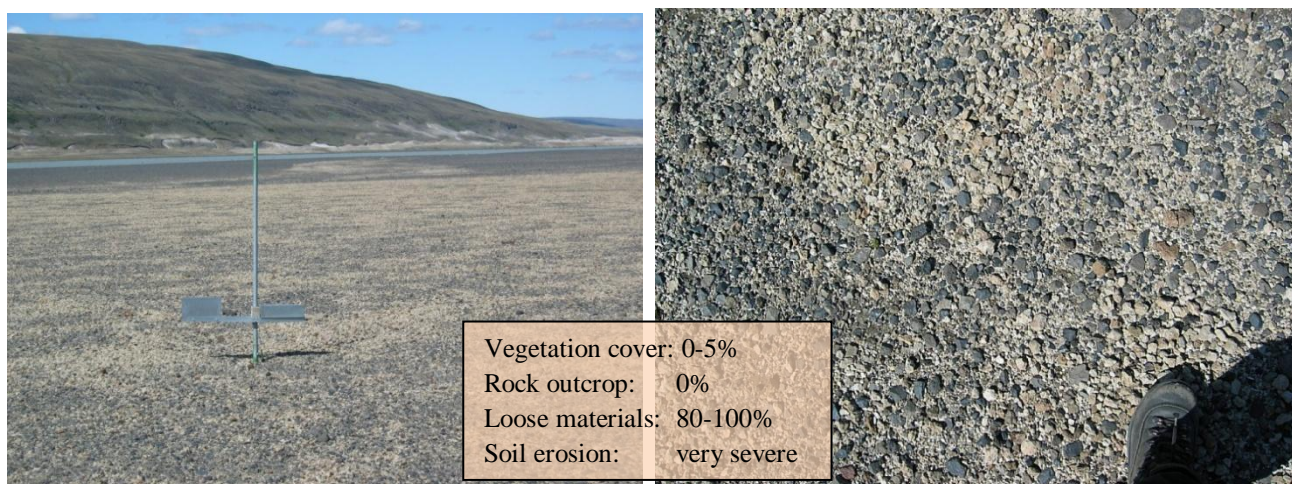 Vegetation cover: 0-5%
Rock outcrop: 0%
Loose materials: 80-100%
Soil erosion: very severe